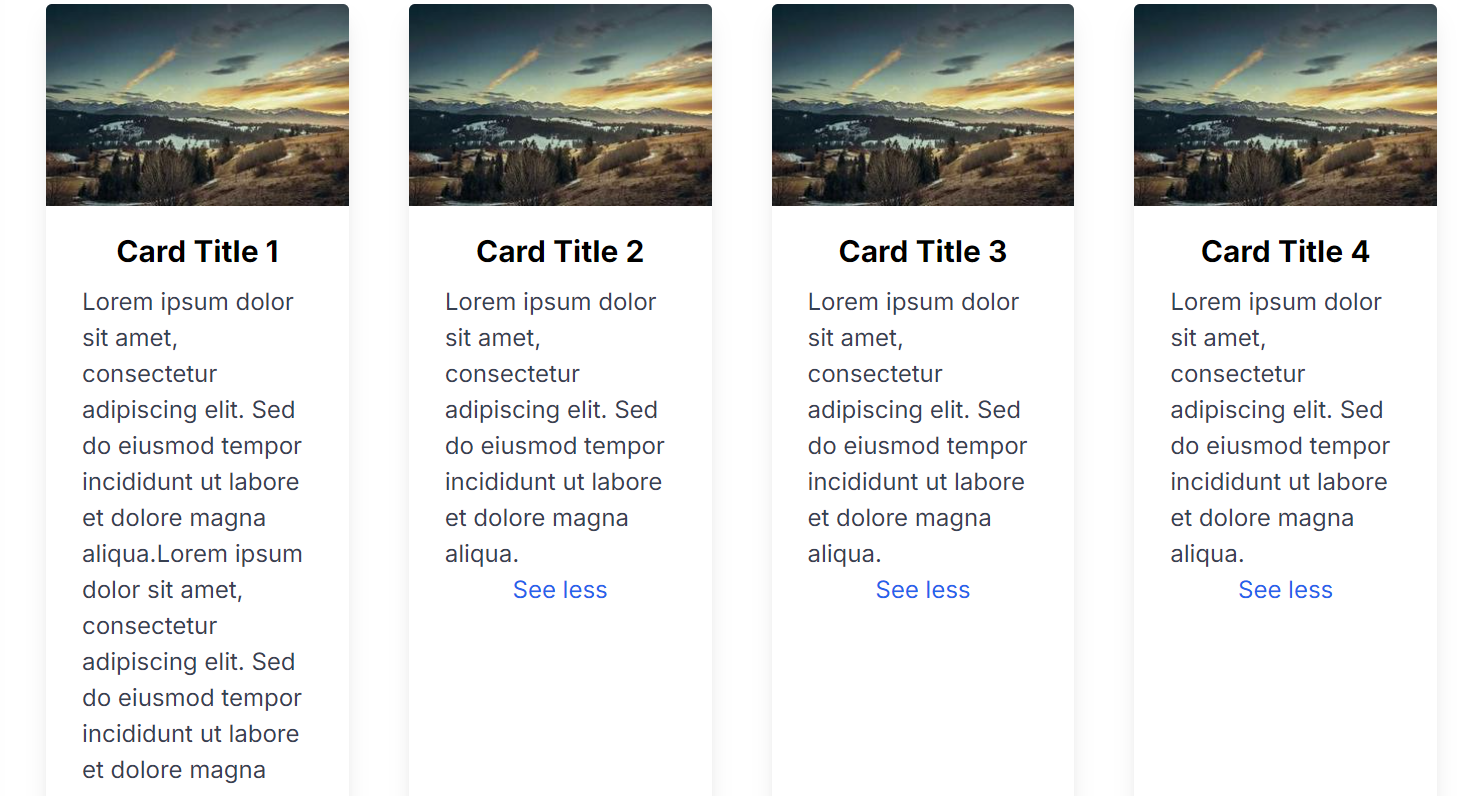 Card Title 1
Lorem ipsum dolor
sit amet,
consectetur
adipiscing elit. Sed
do eiusmod tempor
incididunt ut labore
et dolore magna
aliqua.Lorem ipsum
dolor sit amet,
consectetur
adipiscing elit. Sed
do eiusmod tempor
incididunt ut labore
et dolore magna
Card Title 2
Lorem ipsum dolor
sit amet,
consectetur
adipiscing elit. Sed
do eiusmod tempor
incididunt ut labore
et dolore magna
aliqua.
See less
Card Title 3
Lorem ipsum dolor
sit amet,
consectetur
adipiscing elit. Sed
do eiusmod tempor
incididunt ut labore
et dolore magna
aliqua.
See less
Card Title 4
Lorem ipsum dolor
sit amet,
consectetur
adipiscing elit. Sed
do eiusmod tempor
incididunt ut labore
et dolore magna
aliqua.
See less